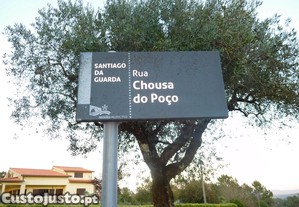 SANTIAGO
DA
GUARDA
Rua
Chousa
do Poço
Custojusto.pt